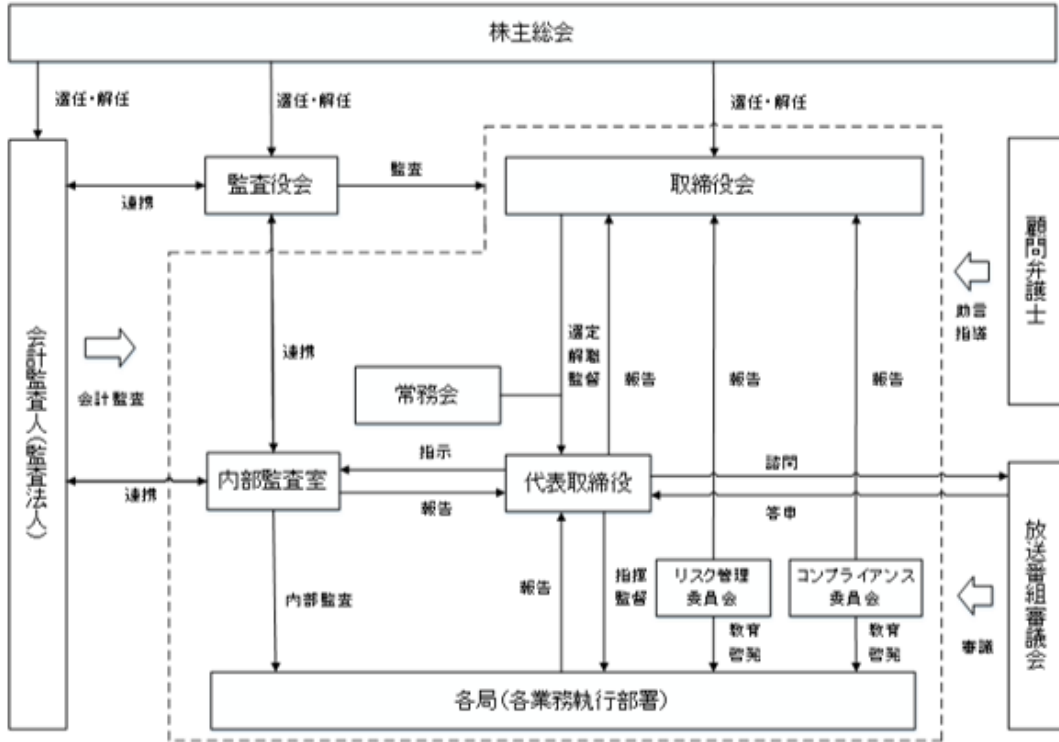 株主総会
選任・解任
選任・解任
選任・解任
監査役会
監査
取締役会
連携
顧問弁護士
助言
指導
会計監査人(監査法人)
会計監査
連携
選定
解職
監督
報告
報告
報告
常務会
指示
内部監査室
代表取締役
諮問
連携
報告
答申
放送番組審議会
内部監査
報告
指揮
監督
リスク管理
委員会
コンプライアンス
委員会
審議
教育
啓発
教育
啓発
各局(各業務執行部署)